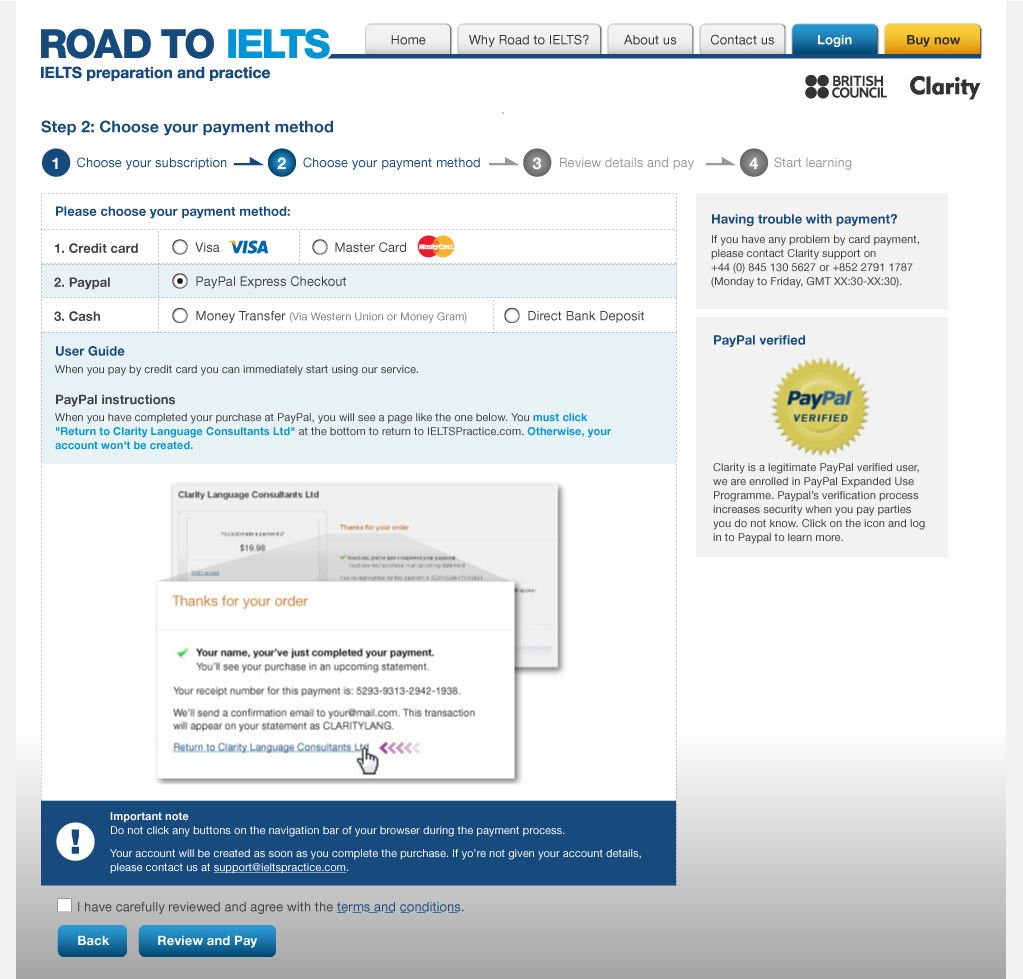 ROAD TO IELTS
IELTS preparation and practice
Home
Why Road to IELTS?
About us
Contact us
Login
Buy now
BRITISH
COUNCIL
Clarity
Step 2: Choose your payment method
1 Choose your subscription
2 Choose your payment method
3 Review details and pay
4 Start learning
Please choose your payment method:
1. Credit card
Visa VISA
Master Card MasterCard
2. Paypal
PayPal Express Checkout
3. Cash
Money Transfer (Via Western Union or Money Gram)
Direct Bank Deposit
User Guide
When you pay by credit card you can immediately start using our service.
PayPal instructions
When you have completed your purchase at PayPal, you will see a page like the one below. You must click
"Return to Clarity Language Consultants Ltd" at the bottom to return to IELTSPractice.com. Otherwise, your
account won't be created.
Clarity Language Consultants Ltd
You just made a payment of
$19.98
Thanks for your order
You'll see your purchase in an upcoming statement.
appear
Thanks for your order
Your name, your've just completed your payment.
You'll see your purchase in an upcoming statement.
Your receipt number for this payment is: 5293-9313-2942-1938.
We'll send a confirmation email to your@mail.com. This transaction
will appear on your statement as CLARITYLANG.
Return to Clarity Language Consultants Ltd
Important note
Do not click any buttons on the navigation bar of your browser during the payment process.
Your account will be created as soon as you complete the purchase. If yo're not given your account details,
please contact us at support@ieltspractice.com.
I have carefully reviewed and agree with the terms and conditions.
Back
Review and Pay
Having trouble with payment?
If you have any problem by card payment,
please contact Clarity support on
+44 (0) 845 130 5627 or +852 2791 1787
(Monday to Friday, GMT XX:30-XX:30).
PayPal verified
PayPal
VERIFIED
Clarity is a legitimate PayPal verified user,
we are enrolled in PayPal Expanded Use
Programme. Paypal's verification process
increases security when you pay parties
you do not know. Click on the icon and log
in to Paypal to learn more.